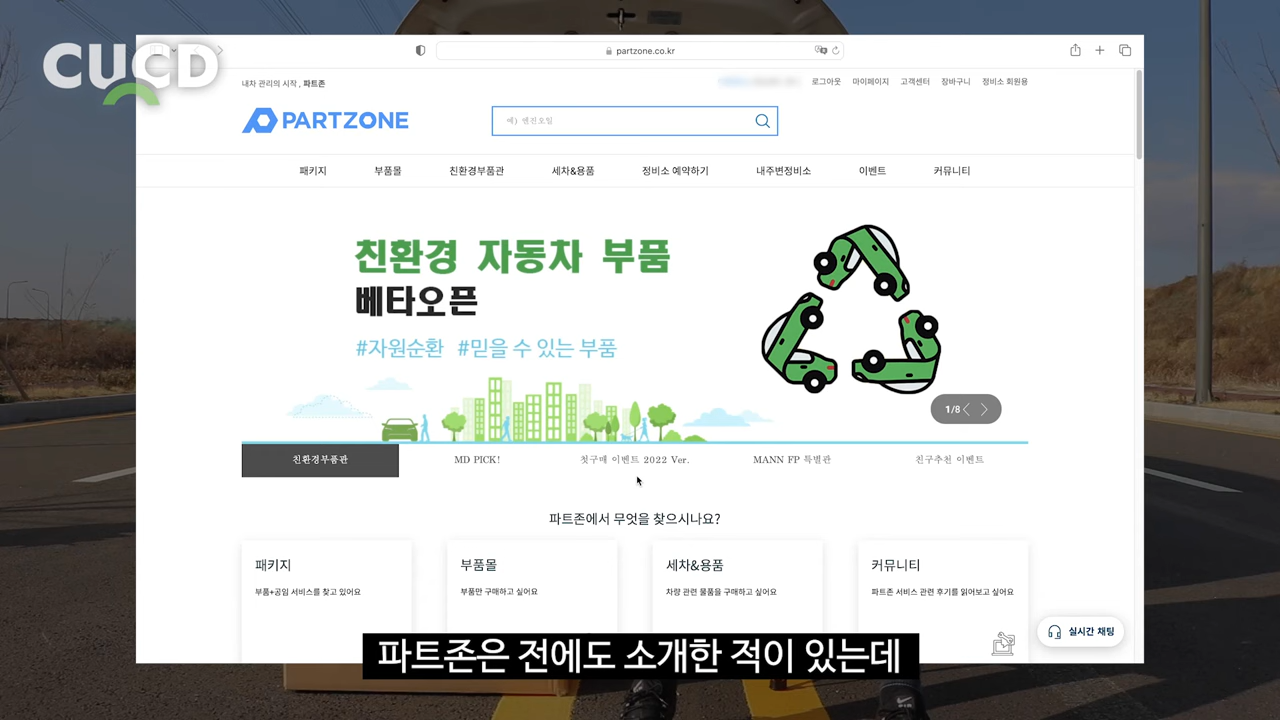 CUCD
partzone.co.kr
내차 관리의 시작, 파트존
로그아웃 마이페이지 고객센터 장바구니 정비소 회원용
PARTZONE
예) 엔진오일
패키지 부품몰 친환경부품관 세차&용품 정비소 예약하기 내주변정비소 이벤트 커뮤니티
친환경 자동차 부품
베타오픈
#자원순환 #믿을 수 있는 부품
1/8
친환경부품관 MD PICK! 첫구매 이벤트 2022 Ver. MANN FP 특별관 친구추천 이벤트
파트존에서 무엇을 찾으시나요?
패키지 부품몰 세차&용품 커뮤니티
부품+공임 서비스를 찾고 있어요 부품만 구매하고 싶어요 차량 관련 물품을 구매하고 싶어요 파트존 서비스 관련 후기를 읽어보고 싶어요
실시간 채팅
파트존은 전에도 소개한 적이 있는데